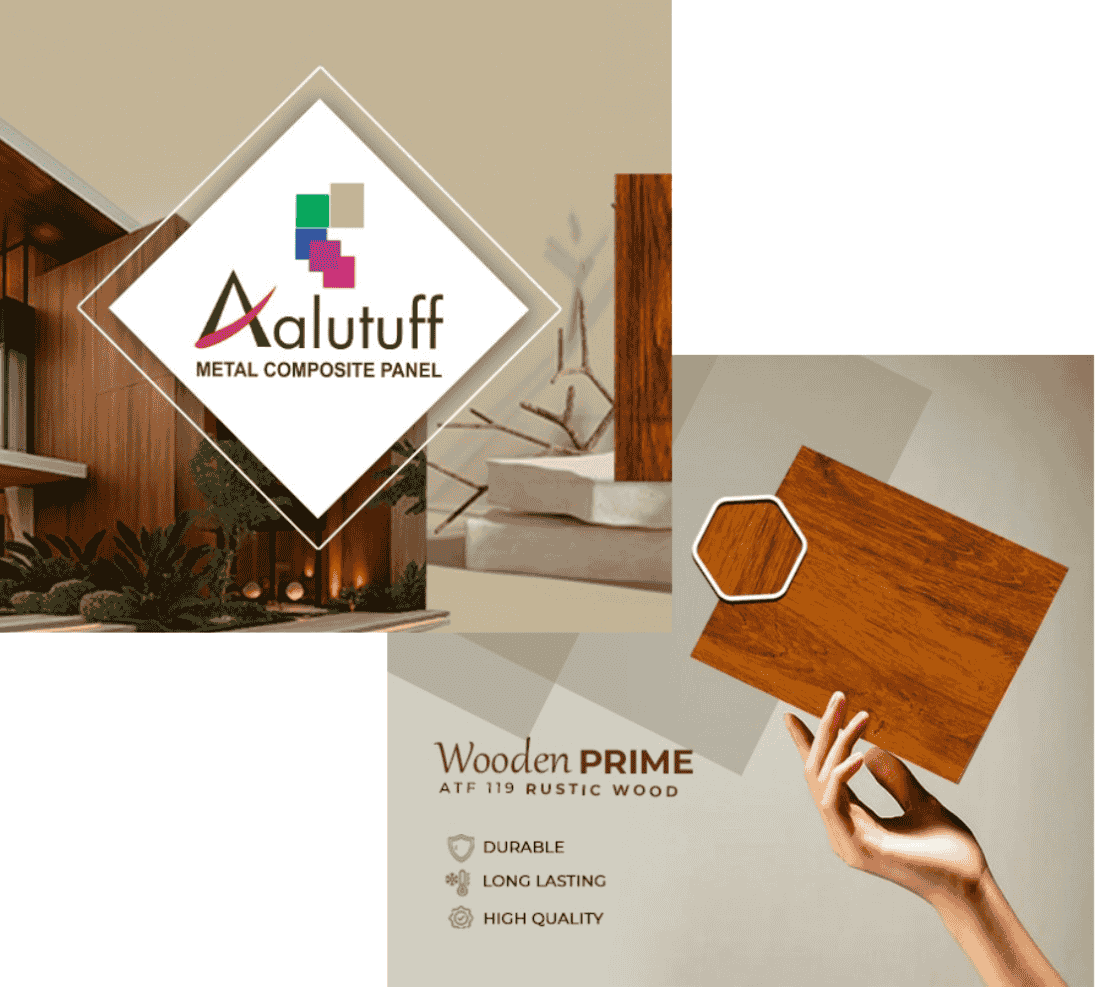 Aalutuff
METAL COMPOSITE PANEL
Wooden PRIME
ATF 119 RUSTIC WOOD
DURABLE
LONG LASTING
HIGH QUALITY